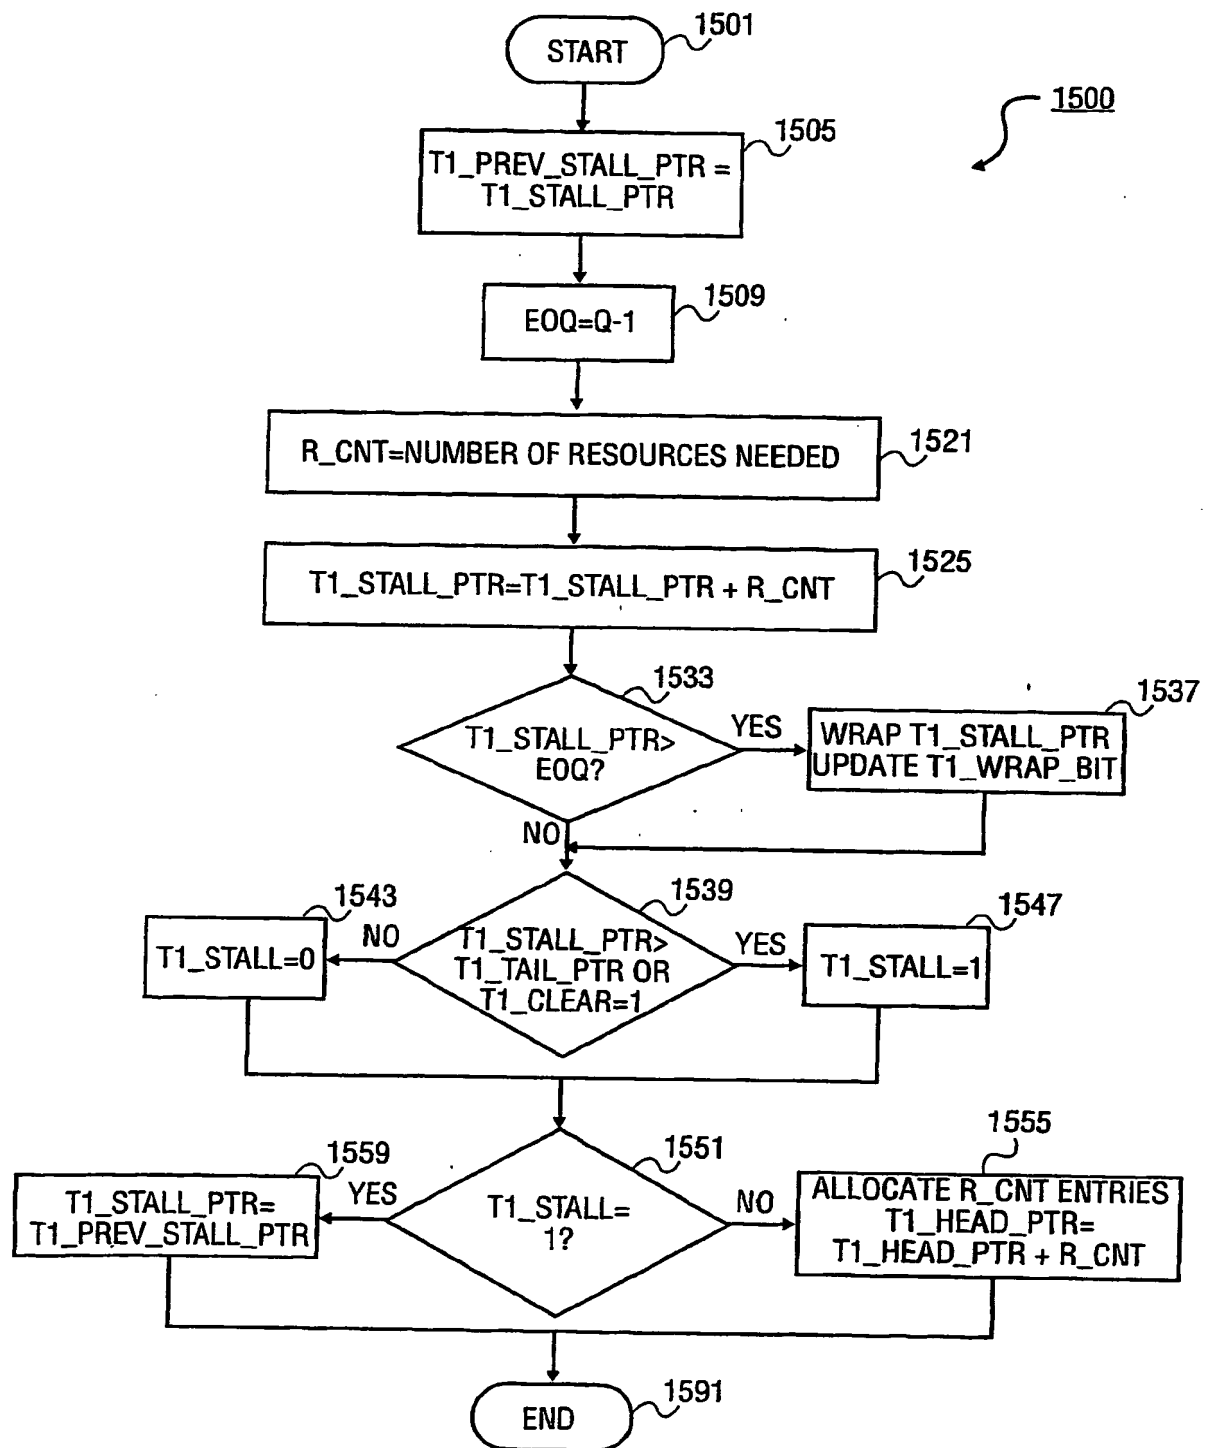 1501
START
1500
1505
T1_PREV_STALL_PTR =
T1_STALL_PTR
1509
EOQ=Q-1
R_CNT=NUMBER OF RESOURCES NEEDED
1521
T1_STALL_PTR=T1_STALL_PTR + R_CNT
1525
1533
T1_STALL_PTR>
EOQ?
YES
1537
WRAP T1_STALL_PTR
UPDATE T1_WRAP_BIT
NO
1543
T1_STALL=0
NO
1539
T1_STALL_PTR>
T1_TAIL_PTR OR
T1_CLEAR=1
YES
1547
T1_STALL=1
1559
T1_STALL_PTR=
T1_PREV_STALL_PTR
YES
1551
T1_STALL=
1?
NO
1555
ALLOCATE R_CNT ENTRIES
T1_HEAD_PTR=
T1_HEAD_PTR + R_CNT
END
1591